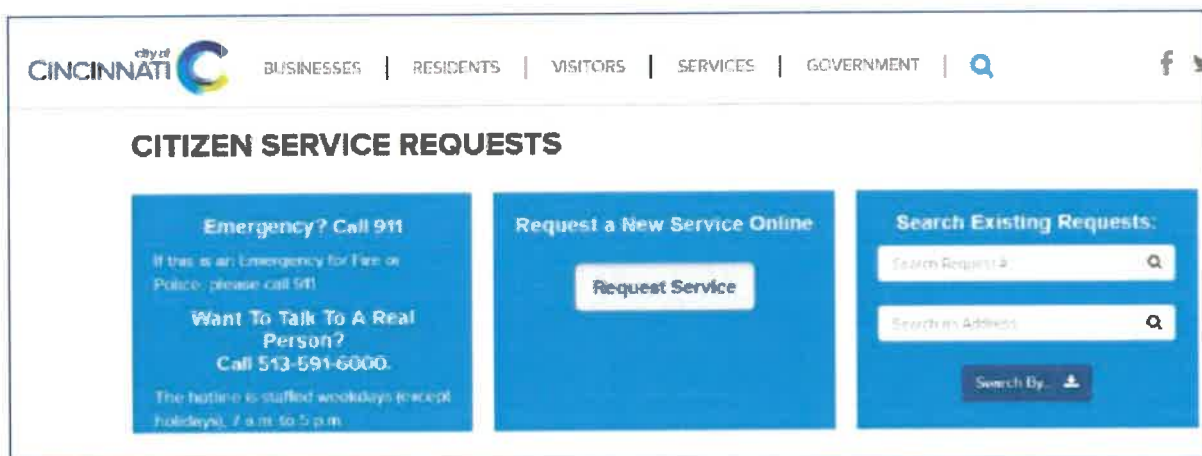 city of
CINCINNATI
BUSINESSES | RESIDENTS | VISITORS | SERVICES | GOVERNMENT |
CITIZEN SERVICE REQUESTS
Emergency? Call 911
If this is an Emergency for Fire or
Police, please call 911
Want To Talk To A Real
Person?
Call 513-591-6000.
The hotline is staffed weekdays (except
holidays), 7 a.m. to 5 p.m.
Request a New Service Online
Request Service
Search Existing Requests:
Search Request #
Search by Address
Search By...